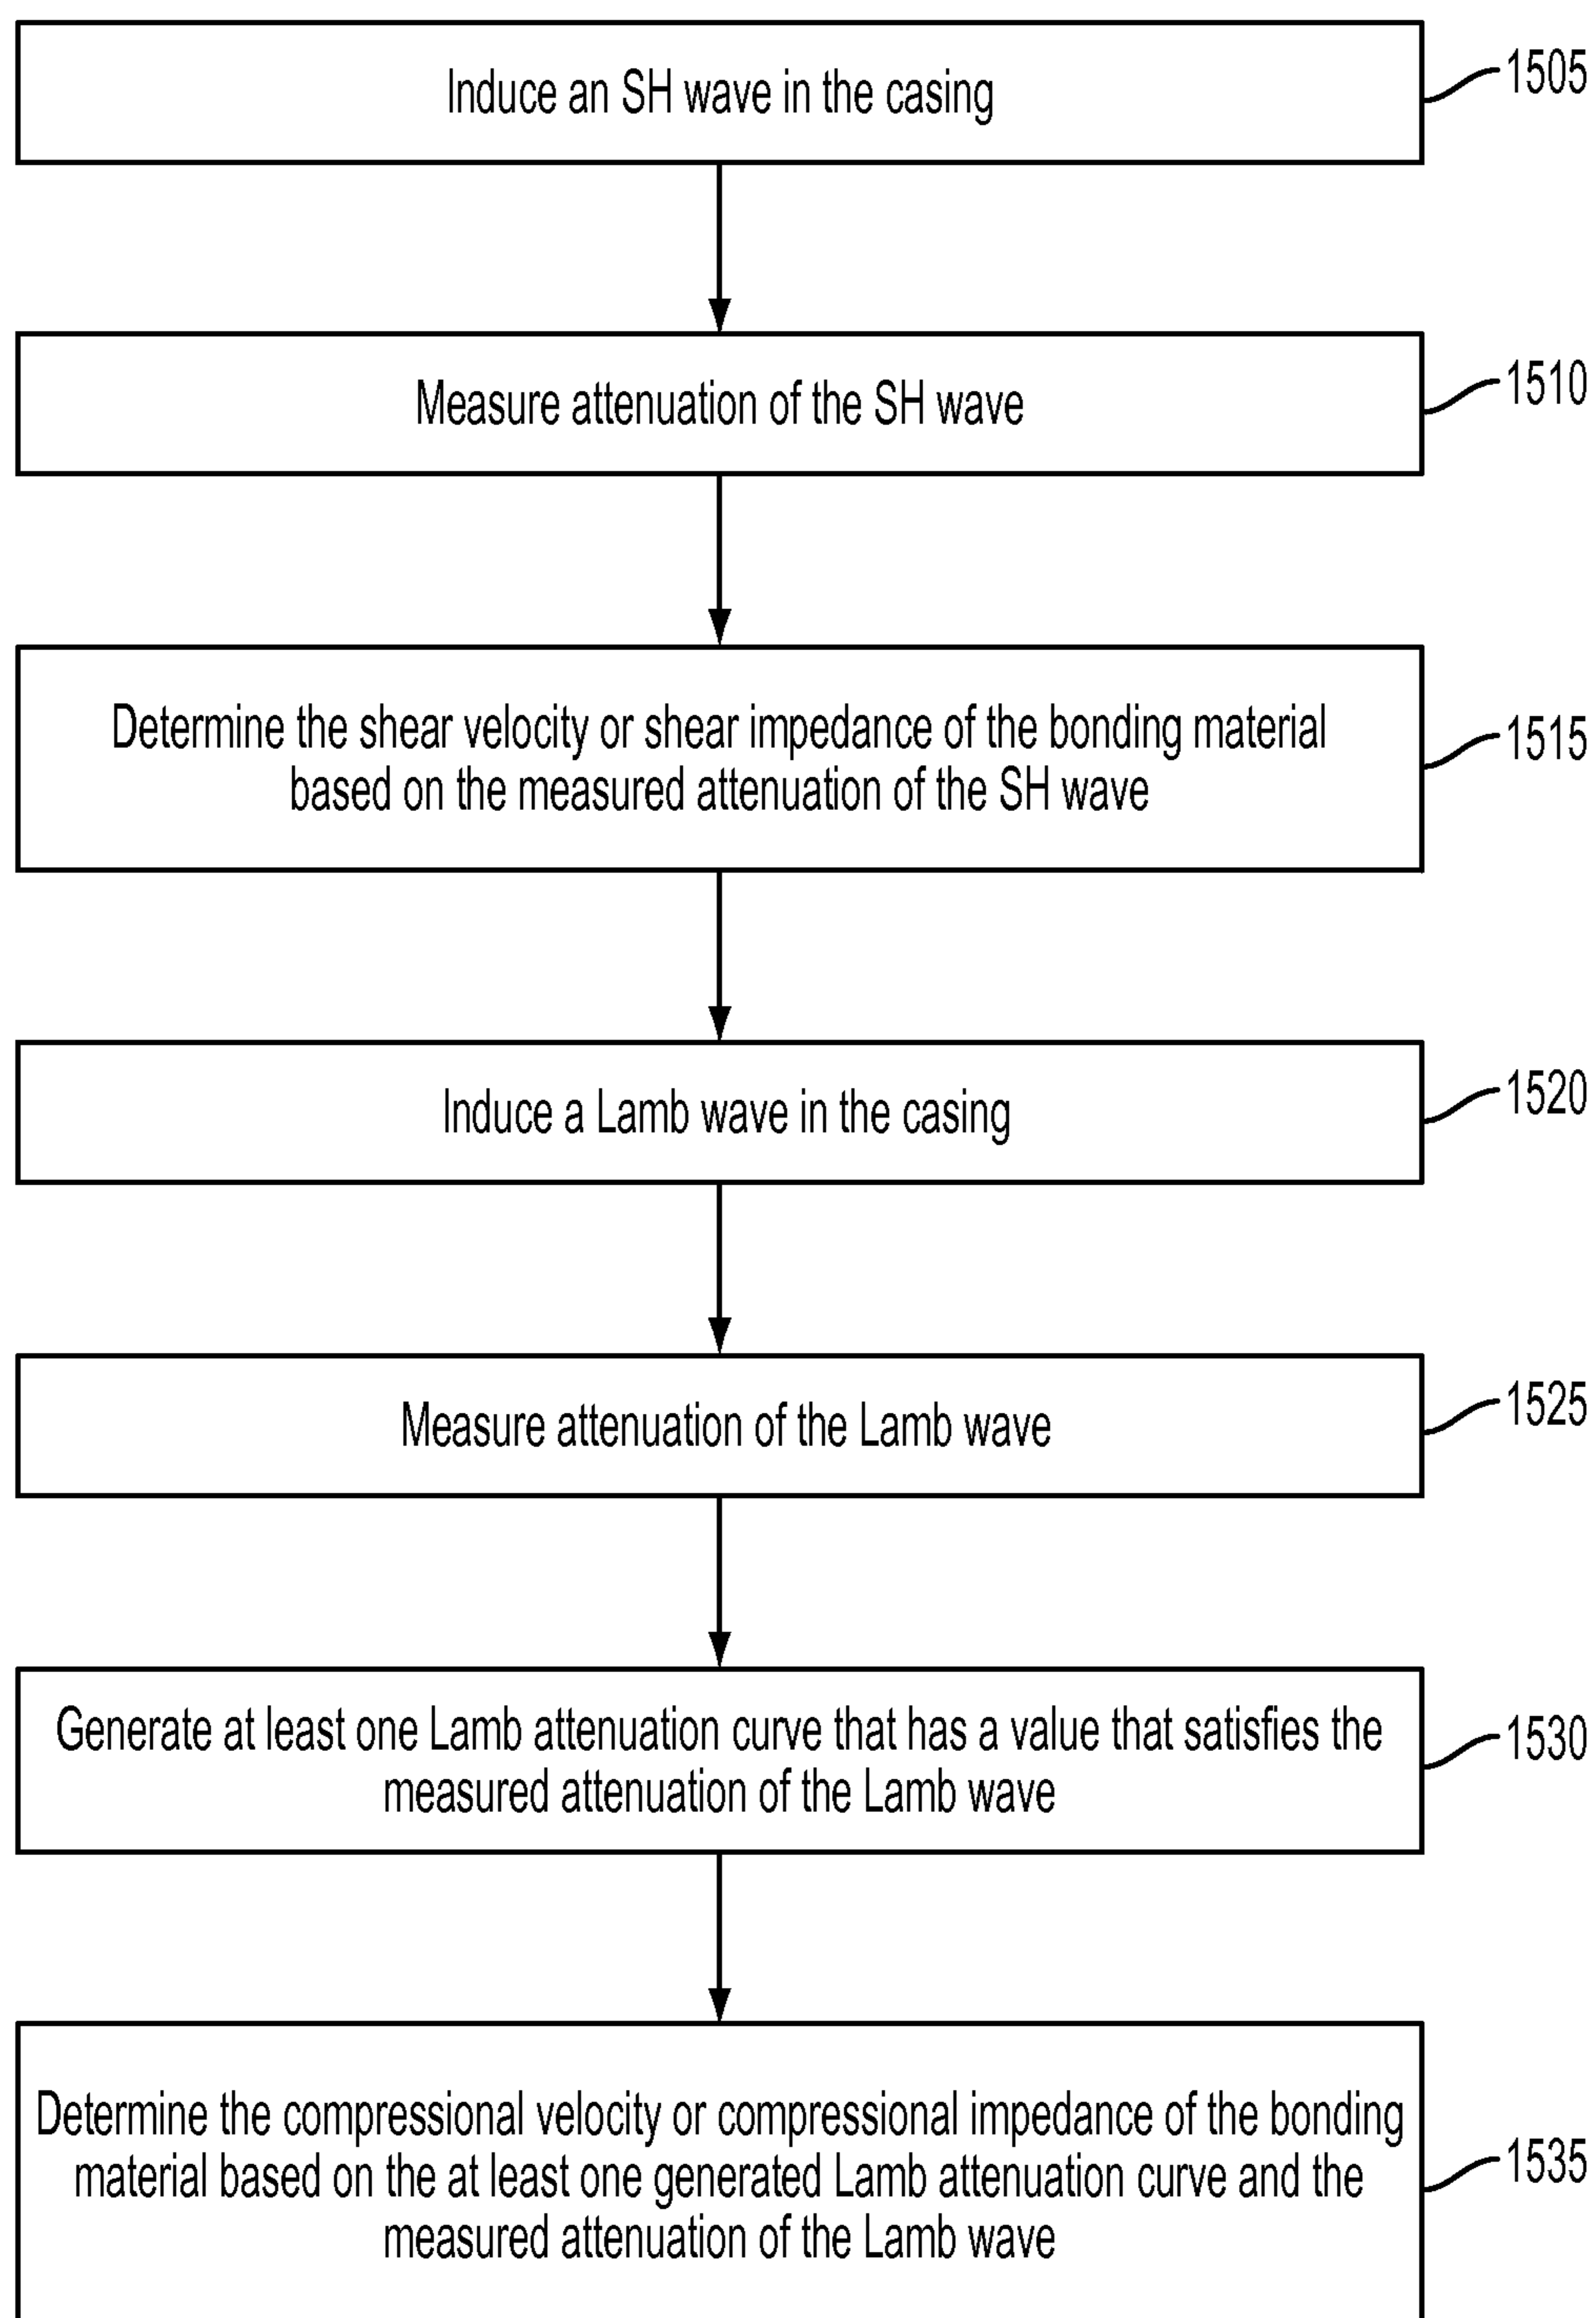 Induce an SH wave in the casing
1505
Measure attenuation of the SH wave
1510
Determine the shear velocity or shear impedance of the bonding material
based on the measured attenuation of the SH wave
1515
Induce a Lamb wave in the casing
1520
Measure attenuation of the Lamb wave
1525
Generate at least one Lamb attenuation curve that has a value that satisfies the
measured attenuation of the Lamb wave
1530
Determine the compressional velocity or compressional impedance of the bonding
material based on the at least one generated Lamb attenuation curve and the
measured attenuation of the Lamb wave
1535